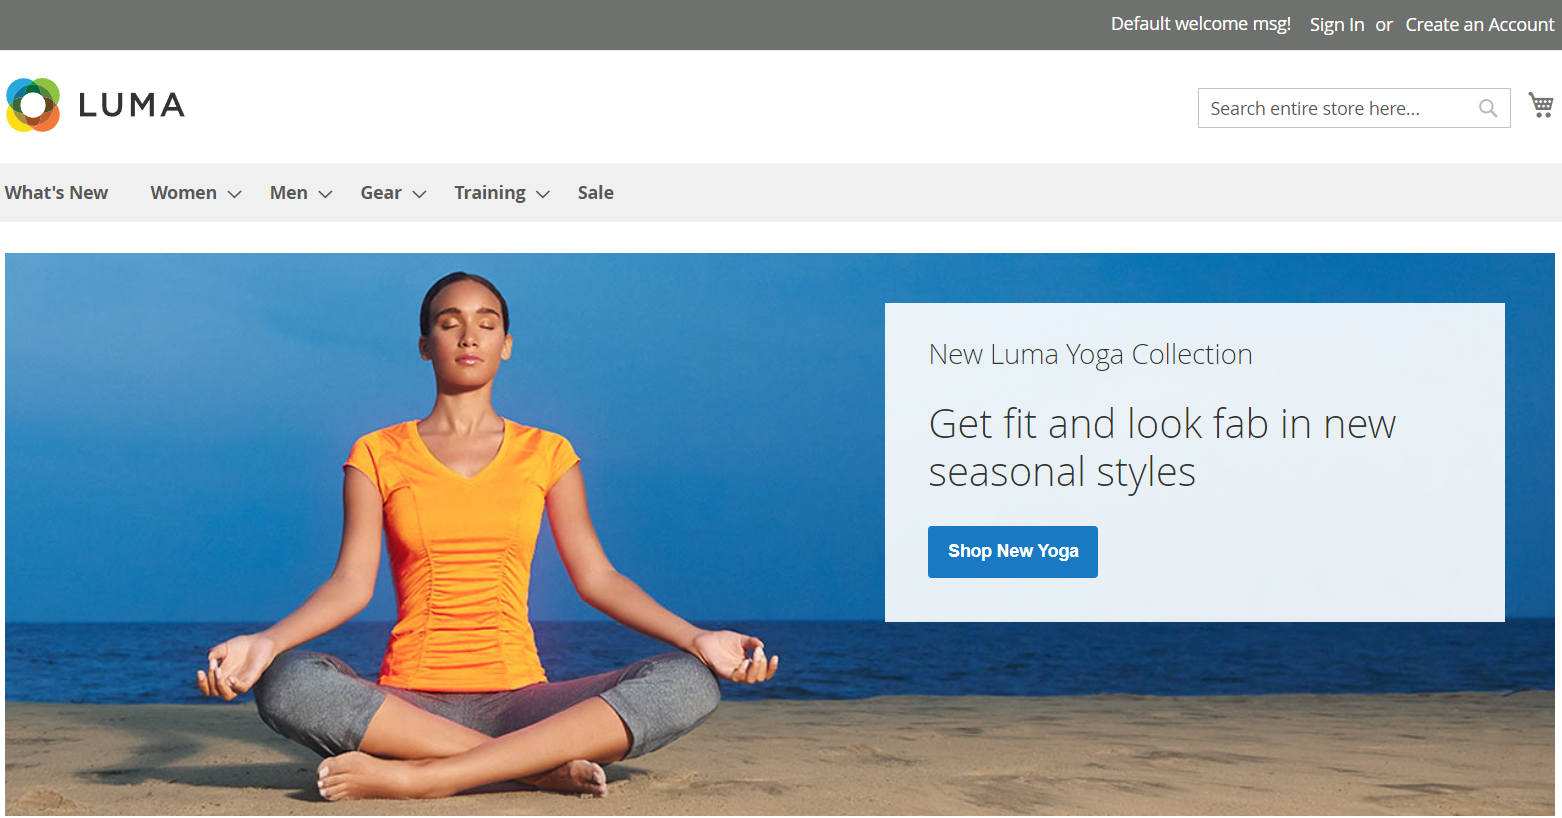 Default welcome msg! Sign In or Create an Account
LUMA
Search entire store here...
What's New Women Men Gear Training Sale
New Luma Yoga Collection
Get fit and look fab in new
seasonal styles
Shop New Yoga